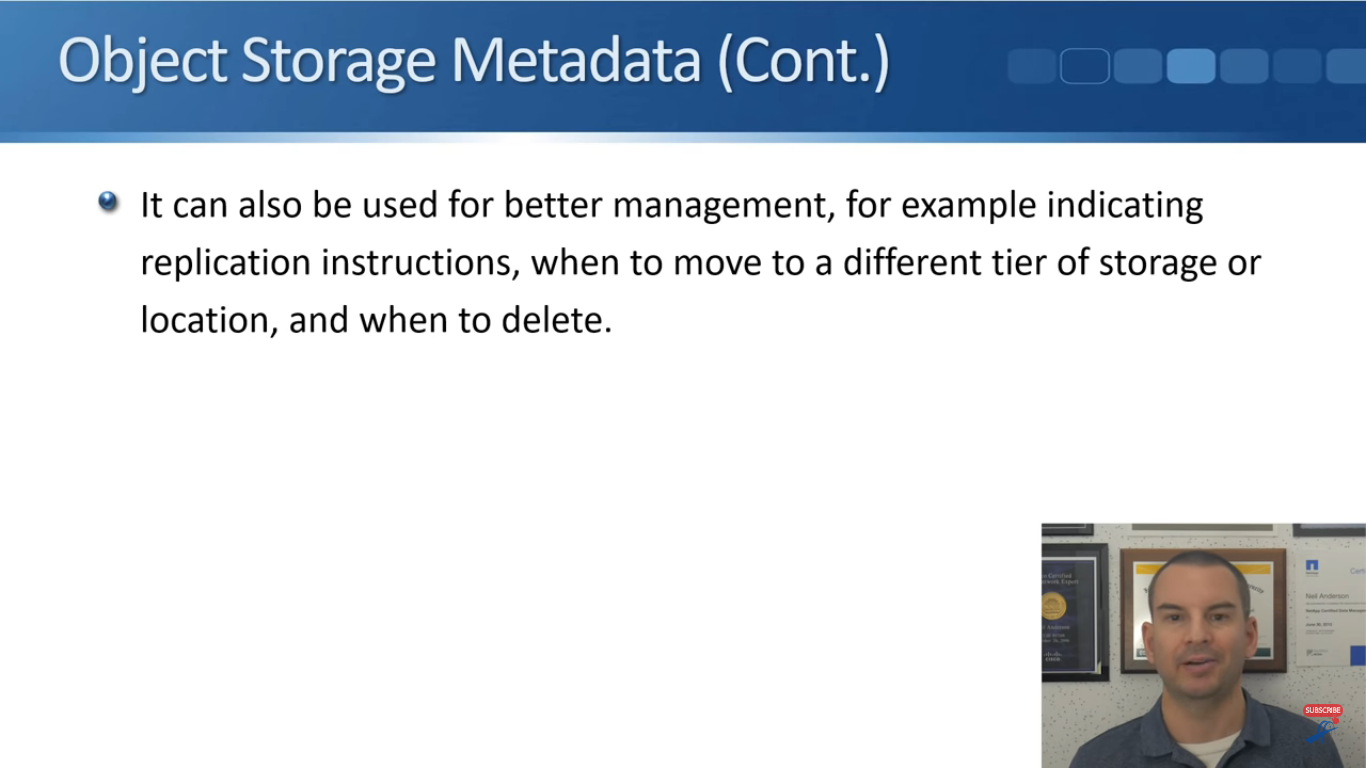 Object Storage Metadata (Cont.)
It can also be used for better management, for example indicating
replication instructions, when to move to a different tier of storage or
location, and when to delete.
Neil Anderson
SUBSCRIBE